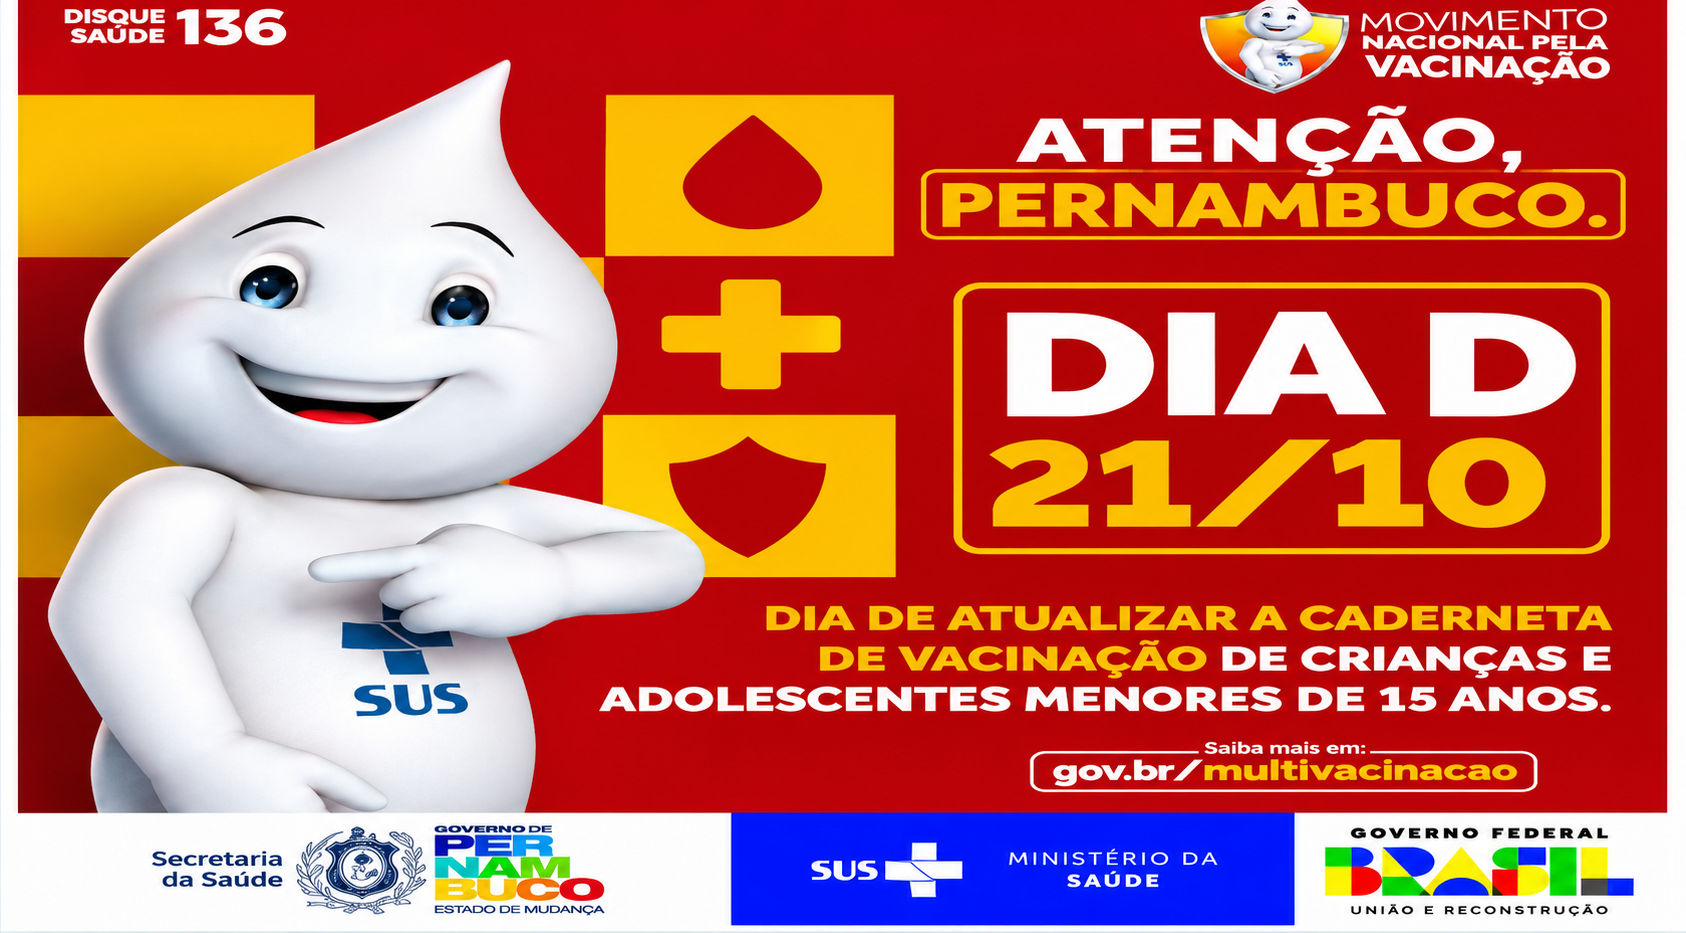 DISQUE
SAÚDE 136
MOVIMENTO
NACIONAL PELA
VACINAÇÃO
SUS
ATENÇÃO,
PERNAMBUCO.
DIA D
21/10
DIA DE ATUALIZAR A CADERNETA
DE VACINAÇÃO DE CRIANÇAS E
ADOLESCENTES MENORES DE 15 ANOS.
Saiba mais em:
gov.br/multivacinacao
SUS
Secretaria
da Saúde
GOVERNO DE
PER
NAM
BUCO
ESTADO DE MUDANÇA
SUS
MINISTÉRIO DA
SAÚDE
GOVERNO FEDERAL
BRASIL
UNIÃO E RECONSTRUÇÃO